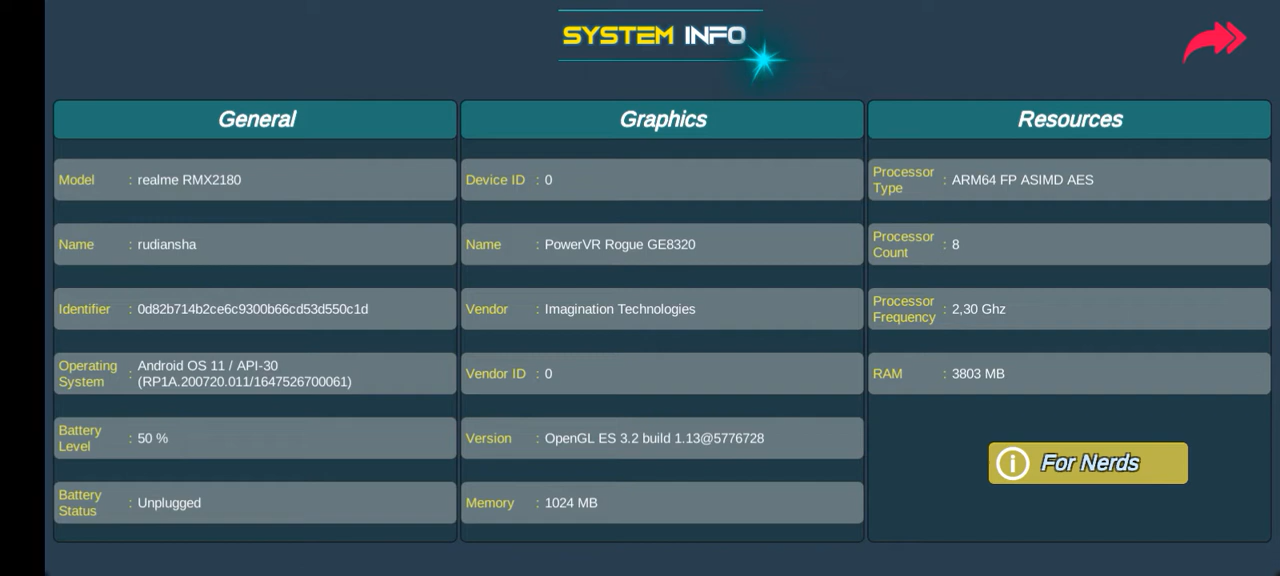 SYSTEM INFO
General
Model : realme RMX2180
Name : rudiansha
Identifier : 0d82b714b2ce6c9300b66cd53d550c1d
Operating System : Android OS 11 / API-30
(RP1A.200720.011/1647526700061)
Battery Level : 50 %
Battery Status : Unplugged
Graphics
Device ID : 0
Name : PowerVR Rogue GE8320
Vendor : Imagination Technologies
Vendor ID : 0
Version : OpenGL ES 3.2 build 1.13@5776728
Memory : 1024 MB
Resources
Processor Type : ARM64 FP ASIMD AES
Processor Count : 8
Processor Frequency : 2,30 Ghz
RAM : 3803 MB
For Nerds